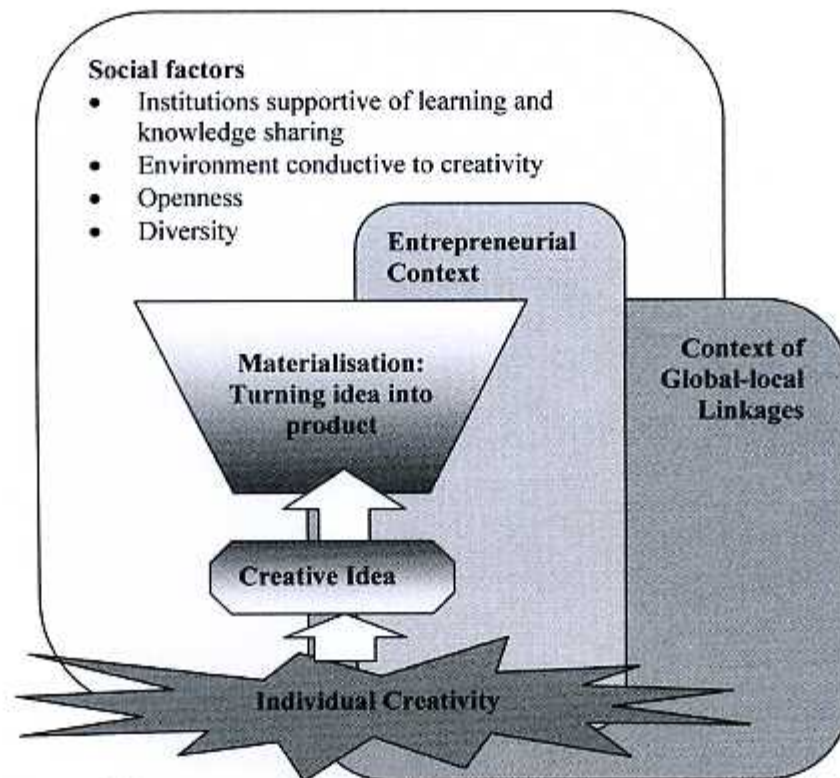 Social factors
• Institutions supportive of learning and
knowledge sharing
• Environment conductive to creativity
• Openness
• Diversity
Entrepreneurial
Context
Materialisation:
Turning idea into
product
Context of
Global-local
Linkages
Creative Idea
Individual Creativity